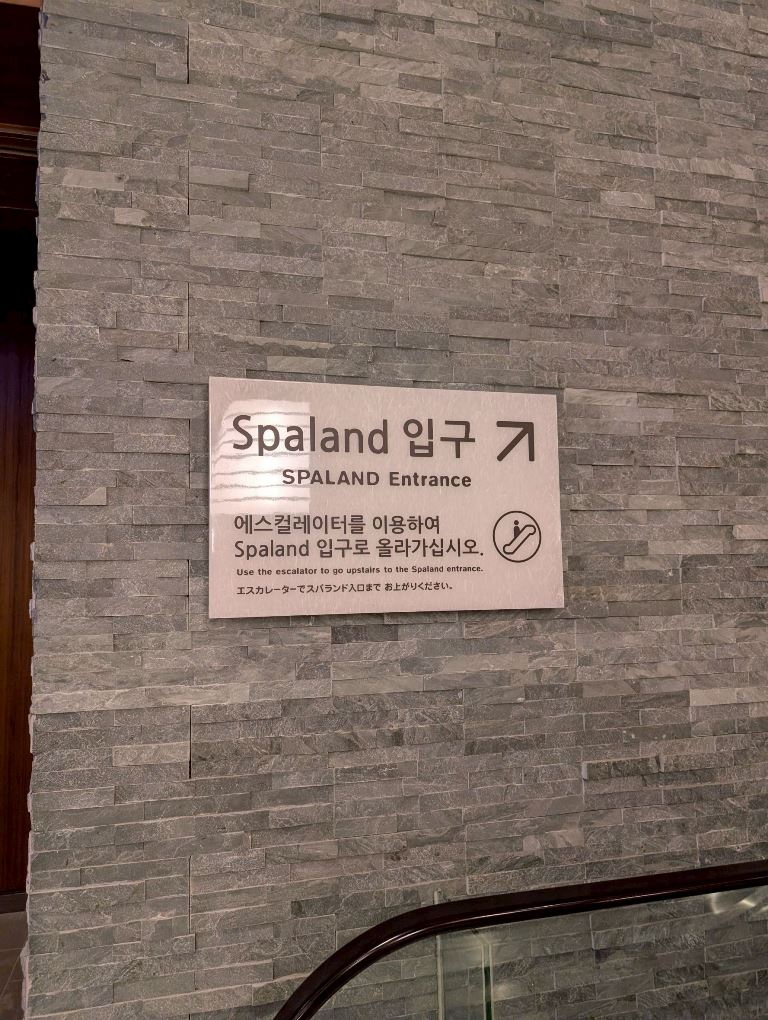 Spaland 입구 ↗
SPALAND Entrance
에스컬레이터를 이용하여
Spaland 입구로 올라가십시오.
Use the escalator to go upstairs to the Spaland entrance.
エスカレーターでスパランド入口まで お上がりください。